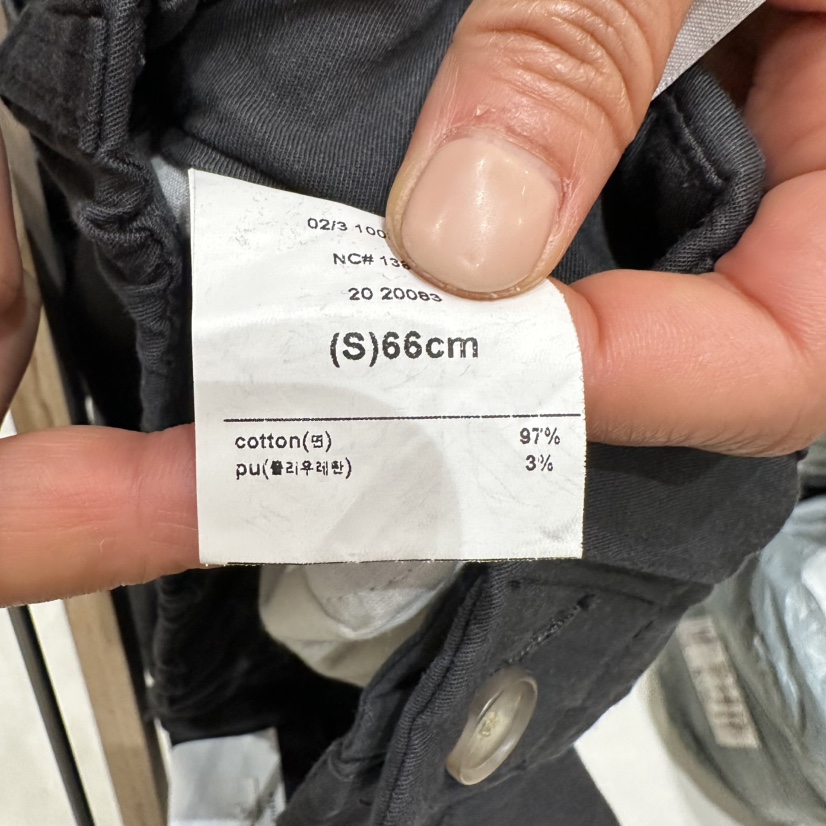 02/3 100
NC# 13
20 20083
(S)66cm
cotton(면) 97%
pu(폴리우레탄) 3%